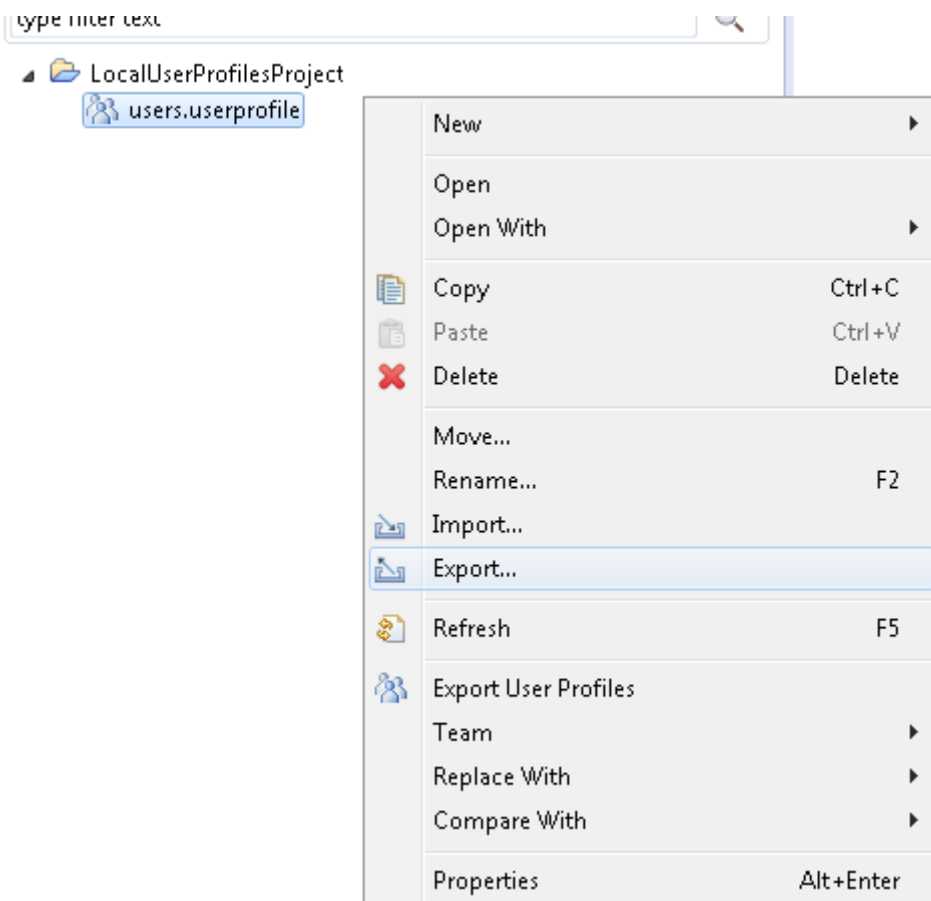 type filter text
LocalUserProfilesProject
users.userprofile
New
Open
Open With
Copy Ctrl+C
Paste Ctrl+V
Delete Delete
Move...
Rename... F2
Import...
Export...
Refresh F5
Export User Profiles
Team
Replace With
Compare With
Properties Alt+Enter